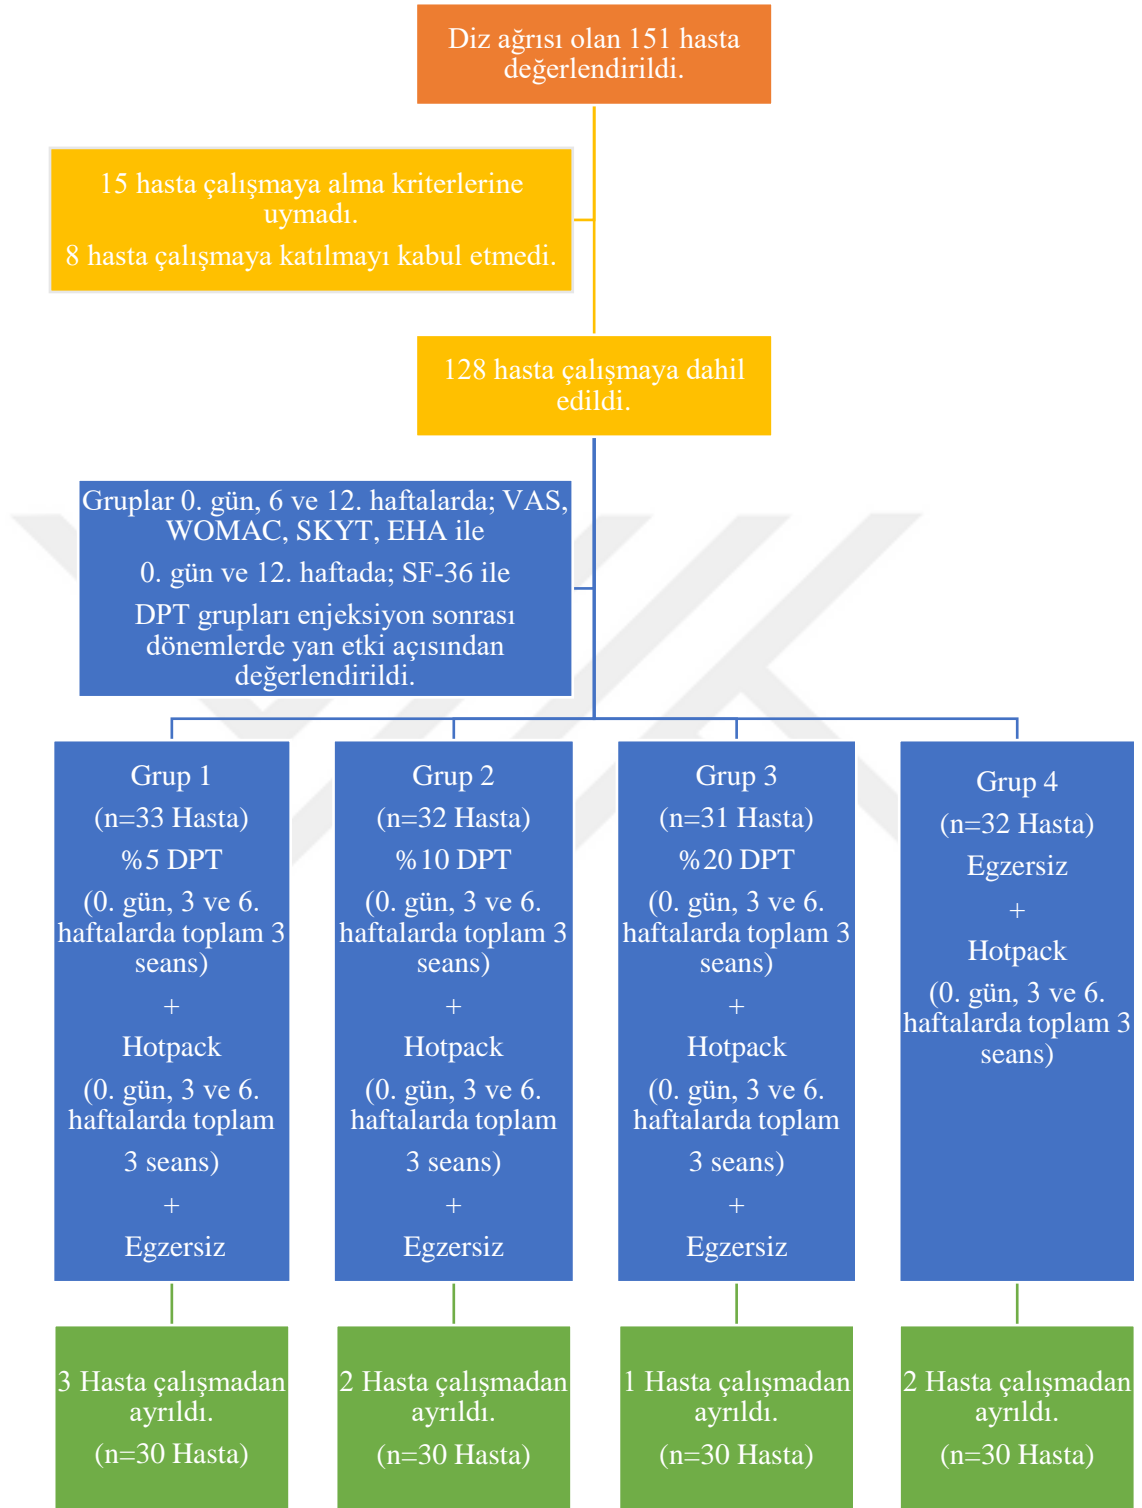 Diz ağrısı olan 151 hasta
değerlendirildi.
15 hasta çalışmaya alma kriterlerine
uymadı.
8 hasta çalışmaya katılmayı kabul etmedi.
128 hasta çalışmaya dahil
edildi.
Gruplar 0. gün, 6 ve 12. haftalarda; VAS,
WOMAC, SKYT, EHA ile
0. gün ve 12. haftada; SF-36 ile
DPT grupları enjeksiyon sonrası
dönemlerde yan etki açısından
değerlendirildi.
Grup 1
(n=33 Hasta)
%5 DPT
(0. gün, 3 ve 6.
haftalarda toplam 3
seans)
+
Hotpack
(0. gün, 3 ve 6.
haftalarda toplam
3 seans)
+
Egzersiz
Grup 2
(n=32 Hasta)
%10 DPT
(0. gün, 3 ve 6.
haftalarda toplam 3
seans)
+
Hotpack
(0. gün, 3 ve 6.
haftalarda toplam
3 seans)
+
Egzersiz
Grup 3
(n=31 Hasta)
%20 DPT
(0. gün, 3 ve 6.
haftalarda toplam 3
seans)
+
Hotpack
(0. gün, 3 ve 6.
haftalarda toplam
3 seans)
+
Egzersiz
Grup 4
(n=32 Hasta)
Egzersiz
+
Hotpack
(0. gün, 3 ve 6.
haftalarda toplam 3
seans)
3 Hasta çalışmadan
ayrıldı.
(n=30 Hasta)
2 Hasta çalışmadan
ayrıldı.
(n=30 Hasta)
1 Hasta çalışmadan
ayrıldı.
(n=30 Hasta)
2 Hasta çalışmadan
ayrıldı.
(n=30 Hasta)